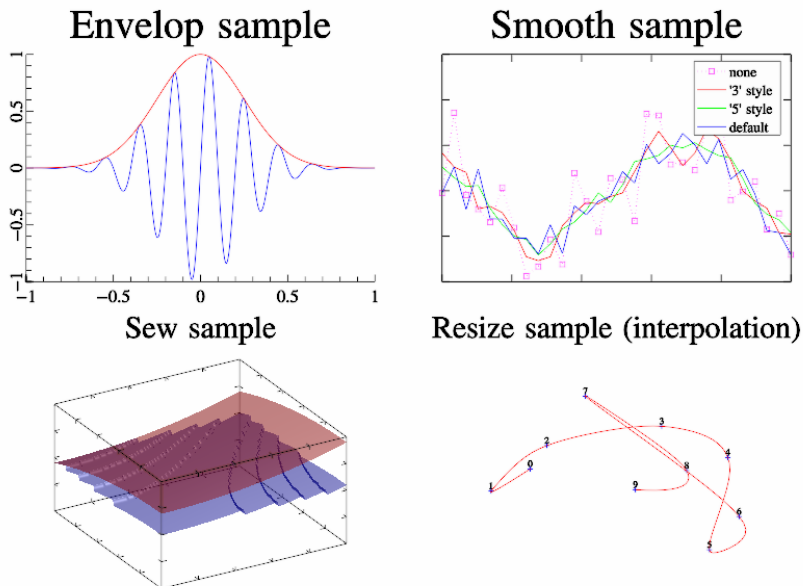 Envelop sample
1
0.5
0
−0.5
−1
−1
−0.5
0
0.5
1
Smooth sample
none
'3' style
'5' style
default
Sew sample
Resize sample (interpolation)
7
3
2
4
0
8
1
9
6
5